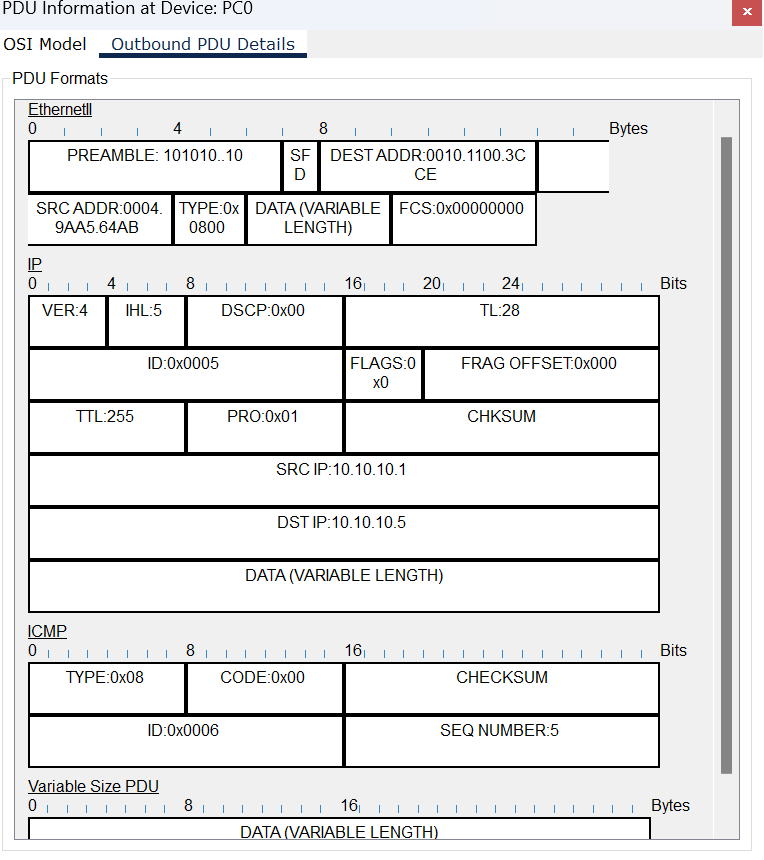 PDU Information at Device: PC0
×
OSI Model Outbound PDU Details
PDU Formats
EthernetII
0 4 8 Bytes
PREAMBLE: 101010..10
SF
D
DEST ADDR:0010.1100.3C
CE
SRC ADDR:0004.
9AA5.64AB
TYPE:0x
0800
DATA (VARIABLE
LENGTH)
FCS:0x00000000
IP
0 4 8 16 20 24 Bits
VER:4 IHL:5 DSCP:0x00 TL:28
ID:0x0005
FLAGS:0
x0
FRAG OFFSET:0x000
TTL:255 PRO:0x01 CHKSUM
SRC IP:10.10.10.1
DST IP:10.10.10.5
DATA (VARIABLE LENGTH)
ICMP
0 8 16 Bits
TYPE:0x08 CODE:0x00 CHECKSUM
ID:0x0006 SEQ NUMBER:5
Variable Size PDU
0 8 16 Bytes
DATA (VARIABLE LENGTH)